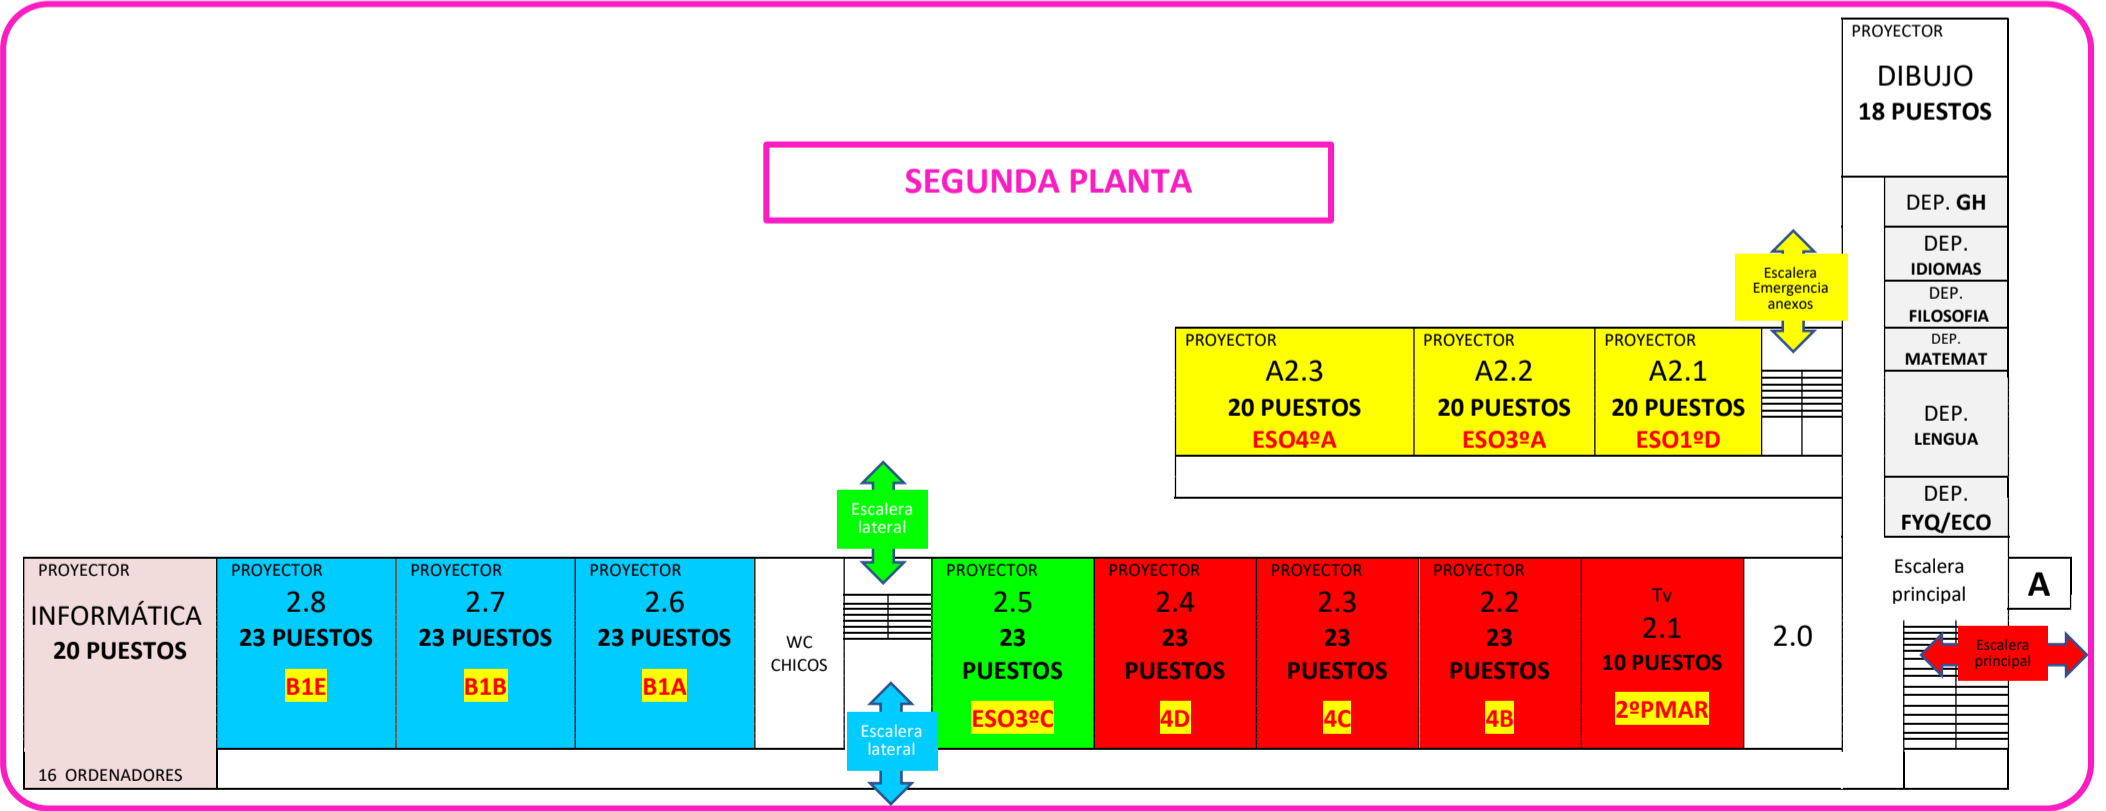 PROYECTOR
DIBUJO
18 PUESTOS
SEGUNDA PLANTA
DEP. GH
DEP.
IDIOMAS
DEP.
FILOSOFIA
DEP.
MATEMAT
DEP.
LENGUA
DEP.
FYQ/ECO
Escalera
Emergencia
anexos
PROYECTOR
A2.3
20 PUESTOS
ESO4ºA
PROYECTOR
A2.2
20 PUESTOS
ESO3ºA
PROYECTOR
A2.1
20 PUESTOS
ESO1ºD
Escalera
lateral
PROYECTOR
INFORMÁTICA
20 PUESTOS
16 ORDENADORES
PROYECTOR
2.8
23 PUESTOS
B1E
PROYECTOR
2.7
23 PUESTOS
B1B
PROYECTOR
2.6
23 PUESTOS
B1A
WC
CHICOS
Escalera
lateral
PROYECTOR
2.5
23
PUESTOS
ESO3ºC
PROYECTOR
2.4
23
PUESTOS
4D
PROYECTOR
2.3
23
PUESTOS
4C
PROYECTOR
2.2
23
PUESTOS
4B
Tv
2.1
10 PUESTOS
2ºPMAR
2.0
Escalera
principal
A
Escalera
principal